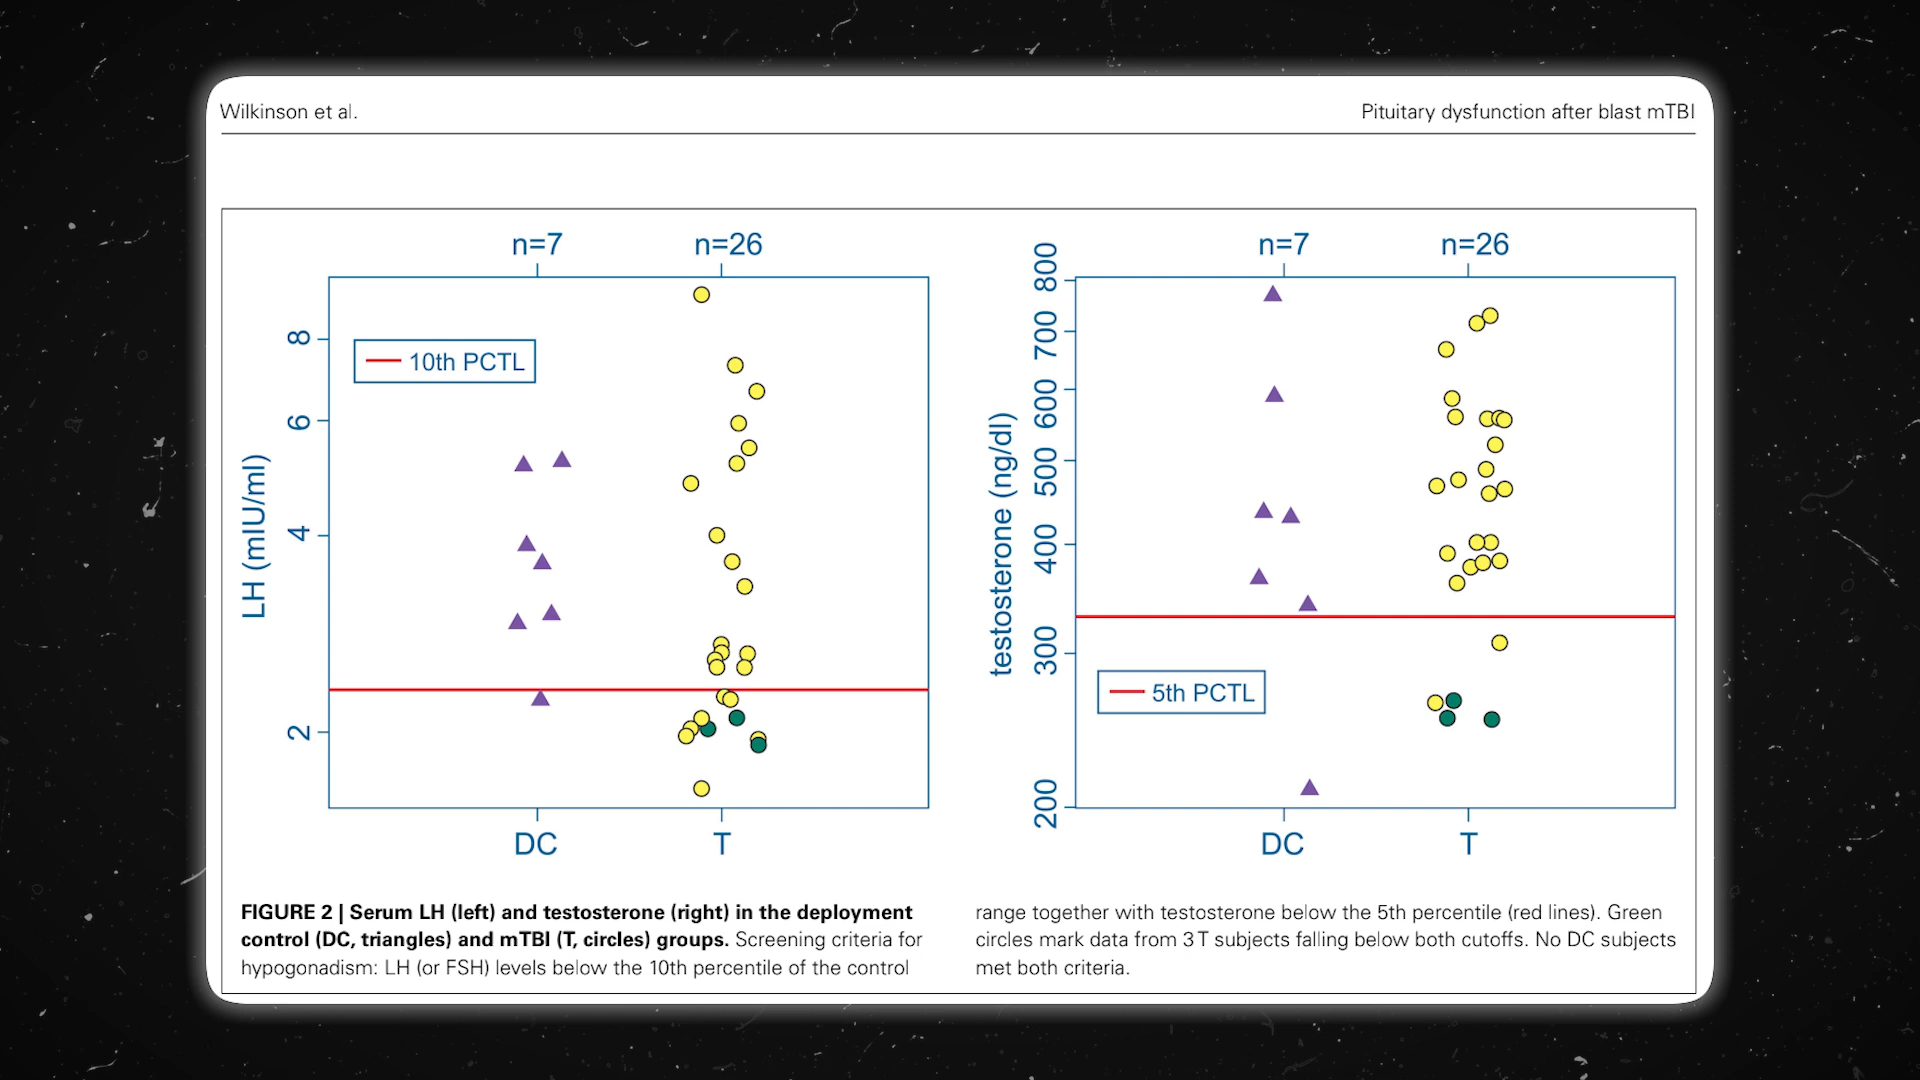 Wilkinson et al.
Pituitary dysfunction after blast mTBI
n=7
n=26
8
6
4
2
LH (mIU/ml)
10th PCTL
DC
T
n=7
n=26
800
700
600
500
400
300
200
testosterone (ng/dl)
5th PCTL
DC
T
FIGURE 2 | Serum LH (left) and testosterone (right) in the deployment
control (DC, triangles) and mTBI (T, circles) groups. Screening criteria for
hypogonadism: LH (or FSH) levels below the 10th percentile of the control
range together with testosterone below the 5th percentile (red lines). Green
circles mark data from 3 T subjects falling below both cutoffs. No DC subjects
met both criteria.